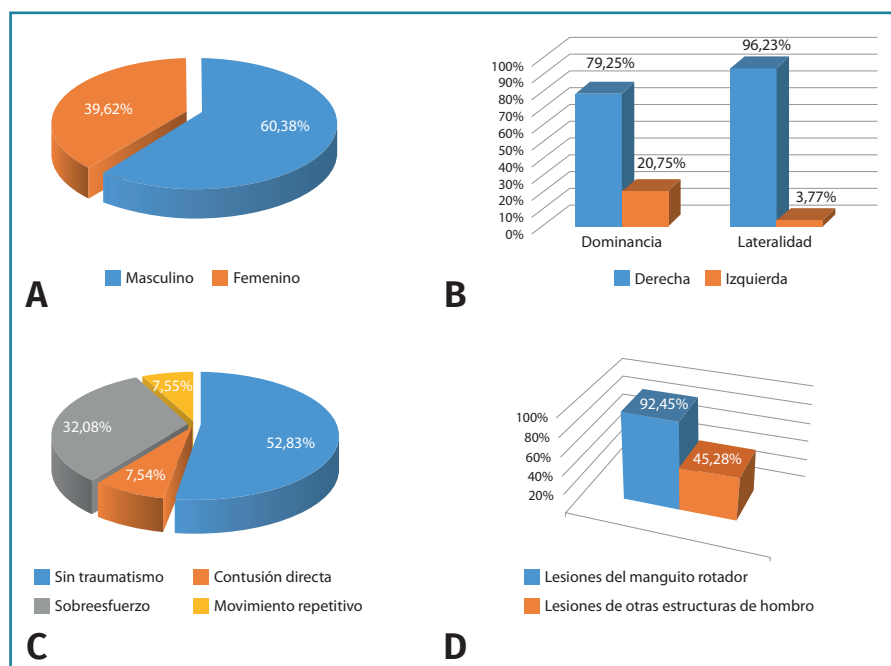 39,62%
60,38%
Masculino
Femenino
A
79,25%
96,23%
100%
90%
80%
70%
60%
50%
40%
30%
20%
10%
0%
20,75%
3,77%
Dominancia
Lateralidad
Derecha
Izquierda
B
7,55%
32,08%
52,83%
7,54%
Sin traumatismo
Contusión directa
Sobreesfuerzo
Movimiento repetitivo
C
92,45%
45,28%
100%
80%
60%
40%
20%
Lesiones del manguito rotador
Lesiones de otras estructuras de hombro
D